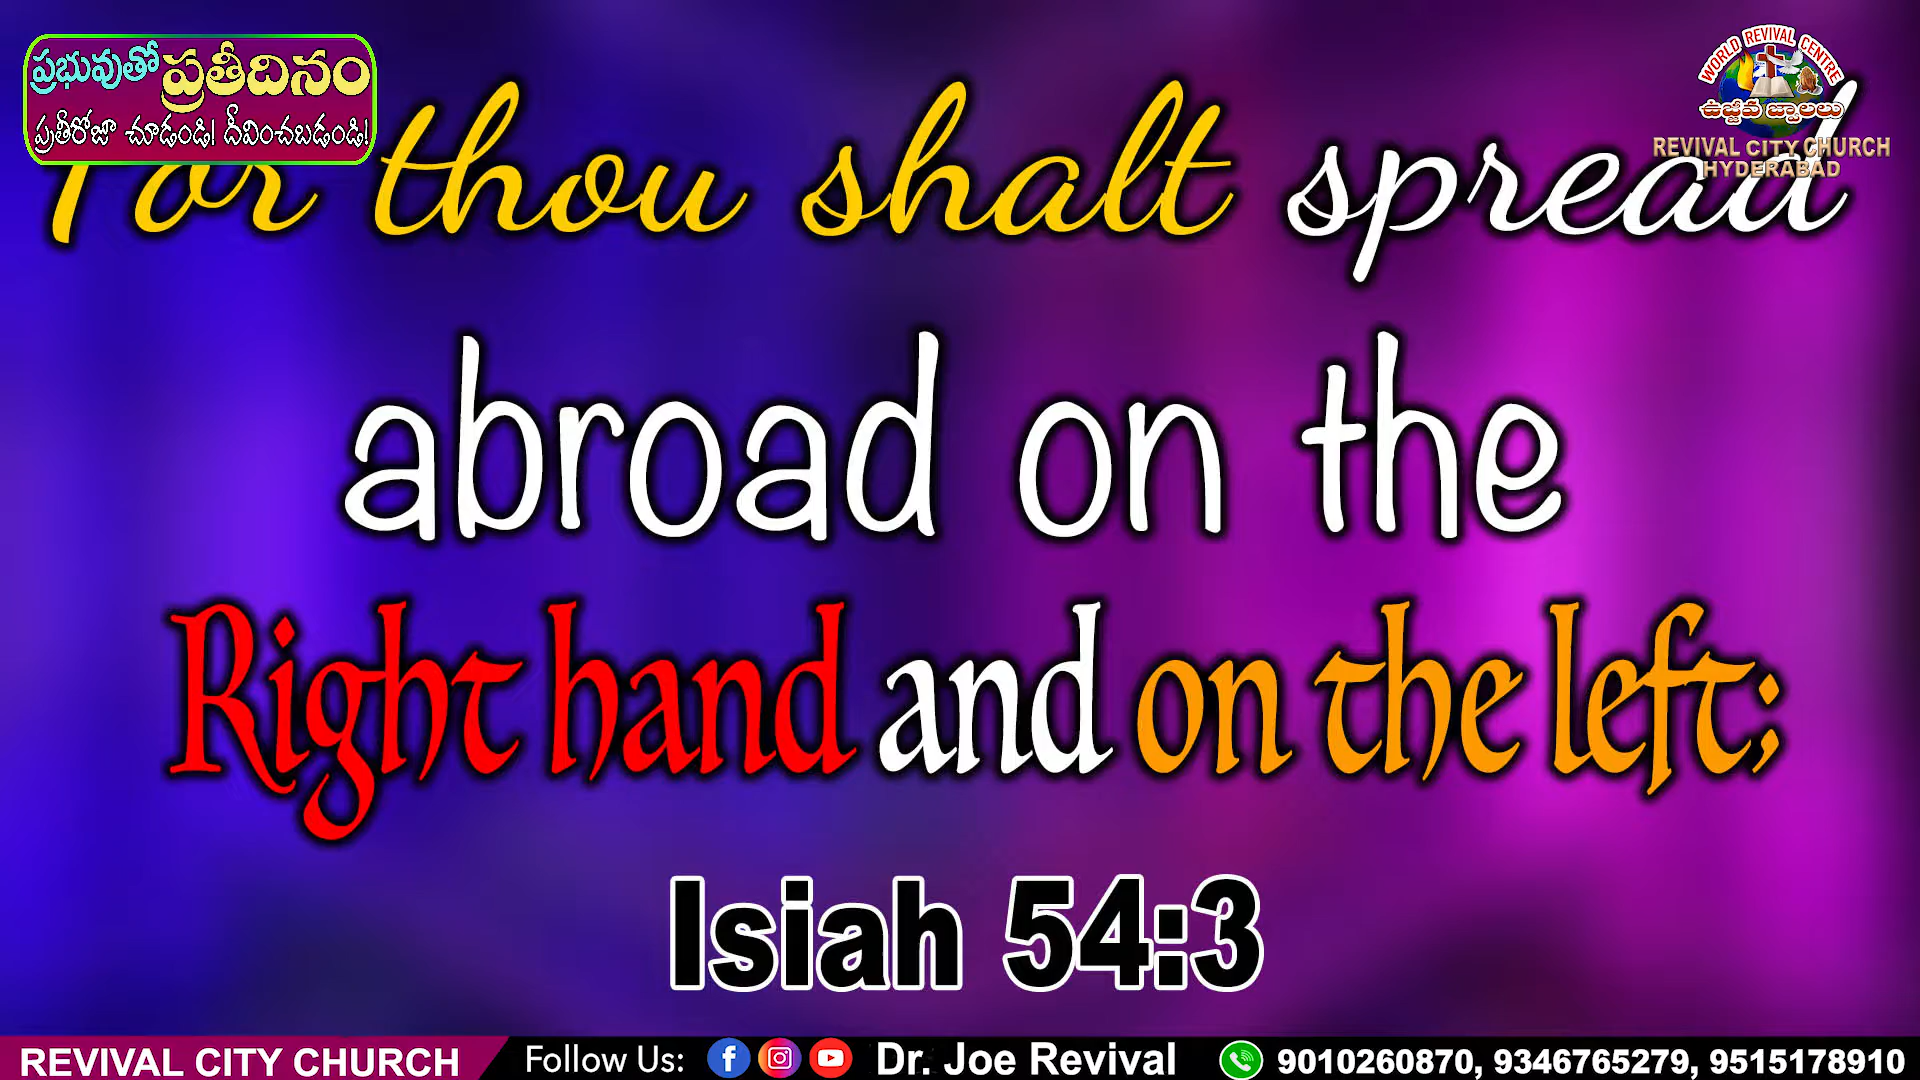 ప్రభువుతో ప్రతీదినం
ప్రతీరోజూ చూడండి! దీవించబడండి!
WORLD REVIVAL CENTRE
ఉజ్జీవ జ్వాలలు
REVIVAL CITY CHURCH
HYDERABAD
For thou shalt spread
abroad on the
Right hand and on the left;
Isiah 54:3
REVIVAL CITY CHURCH Follow Us: Dr. Joe Revival 9010260870, 9346765279, 9515178910